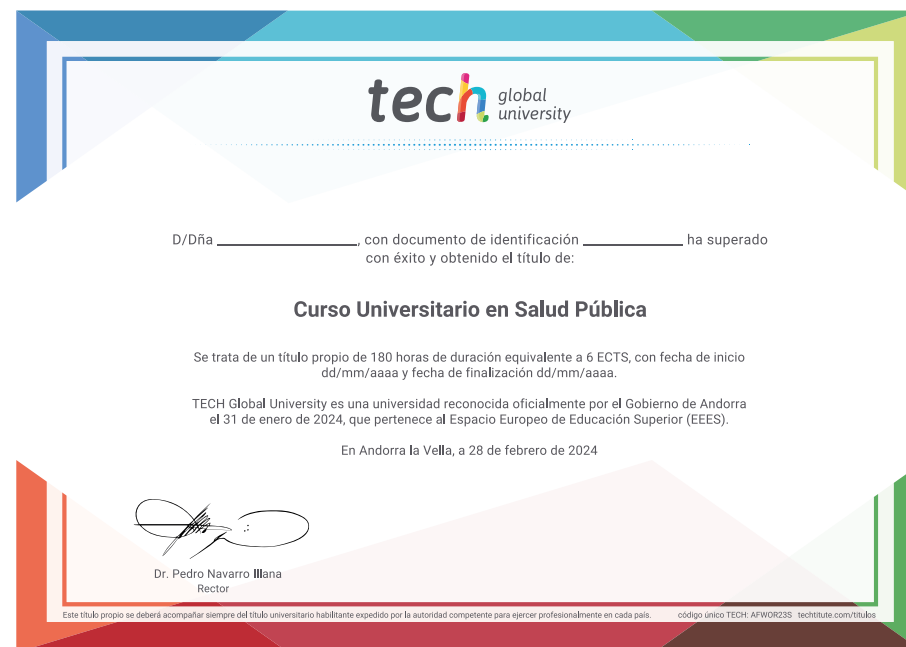 tech global university
D/Dña ____________________, con documento de identificación ______________ ha superado
con éxito y obtenido el título de:
Curso Universitario en Salud Pública
Se trata de un título propio de 180 horas de duración equivalente a 6 ECTS, con fecha de inicio
dd/mm/aaaa y fecha de finalización dd/mm/aaaa.
TECH Global University es una universidad reconocida oficialmente por el Gobierno de Andorra
el 31 de enero de 2024, que pertenece al Espacio Europeo de Educación Superior (EEES).
En Andorra la Vella, a 28 de febrero de 2024
Dr. Pedro Navarro Illana
Rector
Este título propio se deberá acompañar siempre del título universitario habilitante expedido por la autoridad competente para ejercer profesionalmente en cada país. código único TECH: AFWOR23S techtitute.com/titulos